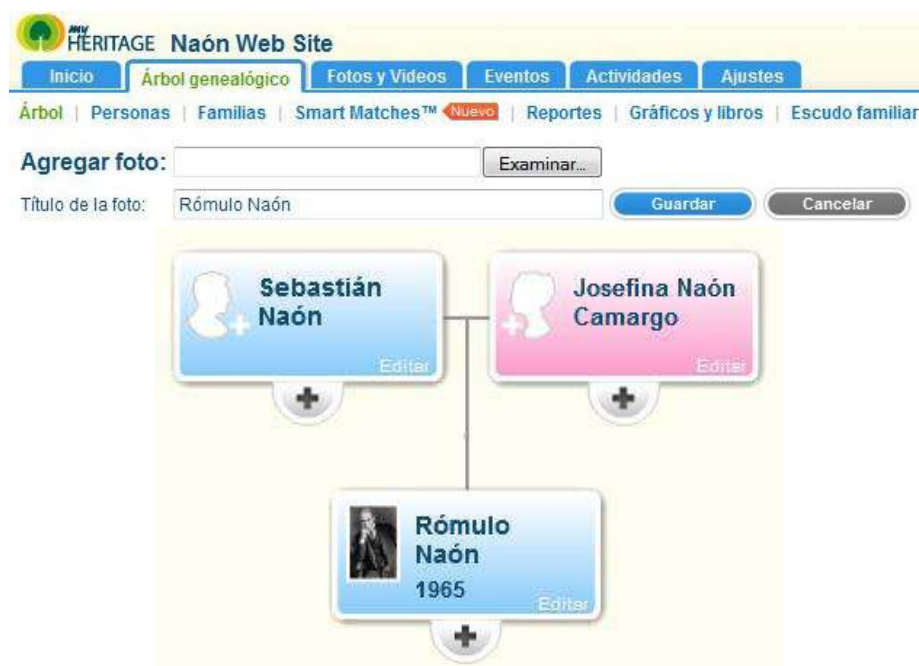 MY HERITAGE Naón Web Site
Inicio Árbol genealógico Fotos y Videos Eventos Actividades Ajustes
Árbol | Personas | Familias | Smart Matches™ Nuevo | Reportes | Gráficos y libros | Escudo familiar
Agregar foto: Examinar...
Título de la foto: Rómulo Naón Guardar Cancelar
Sebastián
Naón
Editar
Josefina Naón
Camargo
Editar
Rómulo
Naón
1965
Editar